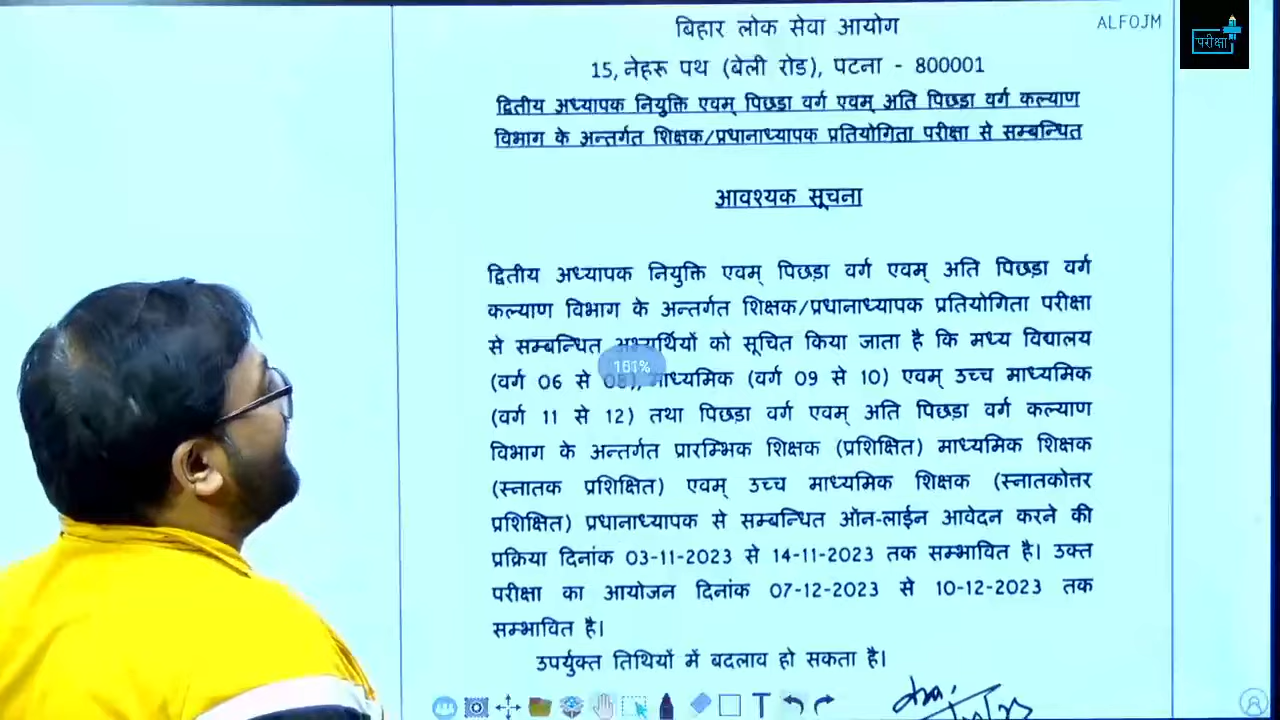 बिहार लोक सेवा आयोग
ALFOJM
परीक्षा
15, नेहरू पथ (बेली रोड), पटना - 800001
द्वितीय अध्यापक नियुक्ति एवम् पिछड़ा वर्ग एवम् अति पिछड़ा वर्ग कल्याण
विभाग के अन्तर्गत शिक्षक/प्रधानाध्यापक प्रतियोगिता परीक्षा से सम्बन्धित
आवश्यक सूचना
द्वितीय अध्यापक नियुक्ति एवम् पिछड़ा वर्ग एवम् अति पिछड़ा वर्ग
कल्याण विभाग के अन्तर्गत शिक्षक/प्रधानाध्यापक प्रतियोगिता परीक्षा
से सम्बन्धित अभ्यर्थियों को सूचित किया जाता है कि मध्य विद्यालय
(वर्ग 06 से 08), माध्यमिक (वर्ग 09 से 10) एवम् उच्च माध्यमिक
(वर्ग 11 से 12) तथा पिछड़ा वर्ग एवम् अति पिछड़ा वर्ग कल्याण
विभाग के अन्तर्गत प्रारम्भिक शिक्षक (प्रशिक्षित) माध्यमिक शिक्षक
(स्नातक प्रशिक्षित) एवम् उच्च माध्यमिक शिक्षक (स्नातकोत्तर
प्रशिक्षित) प्रधानाध्यापक से सम्बन्धित ऑन-लाईन आवेदन करने की
प्रक्रिया दिनांक 03-11-2023 से 14-11-2023 तक सम्भावित है। उक्त
परीक्षा का आयोजन दिनांक 07-12-2023 से 10-12-2023 तक
सम्भावित है।
उपर्युक्त तिथियों में बदलाव हो सकता है।